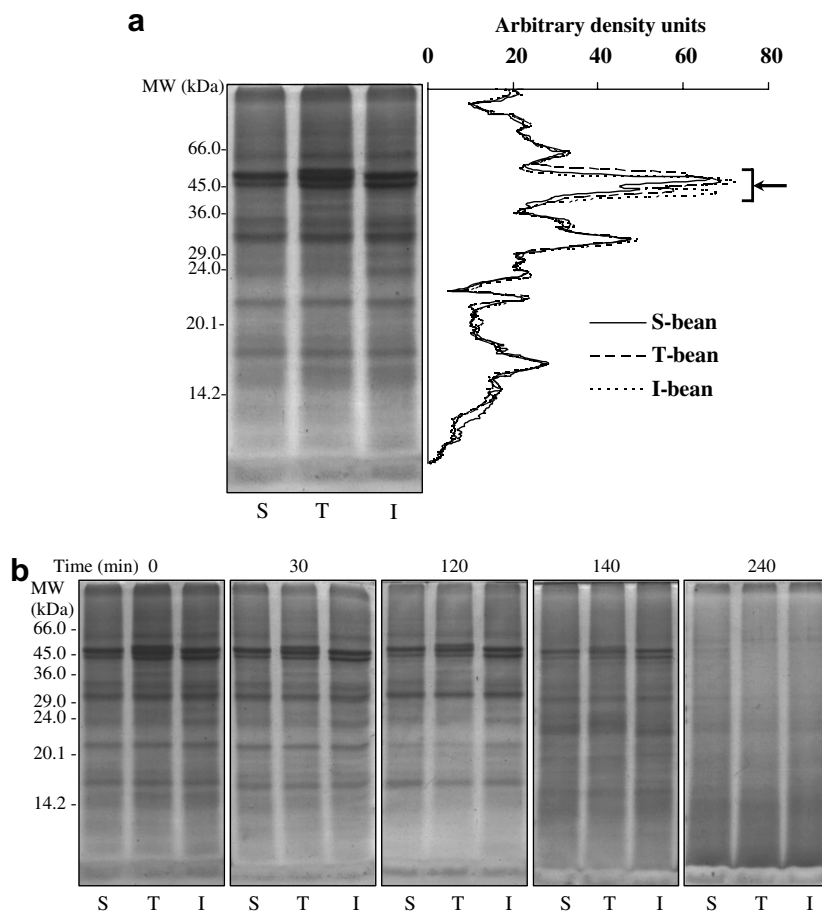 a
Arbitrary density units
0 20 40 60 80
MW (kDa)
66.0
45.0
36.0
29.0
24.0
20.1
14.2
S-bean
T-bean
I-bean
S T I
b
Time (min) 0 30 120 140 240
MW
(kDa)
66.0
45.0
36.0
29.0
24.0
20.1
14.2
S T I S T I S T I S T I S T I